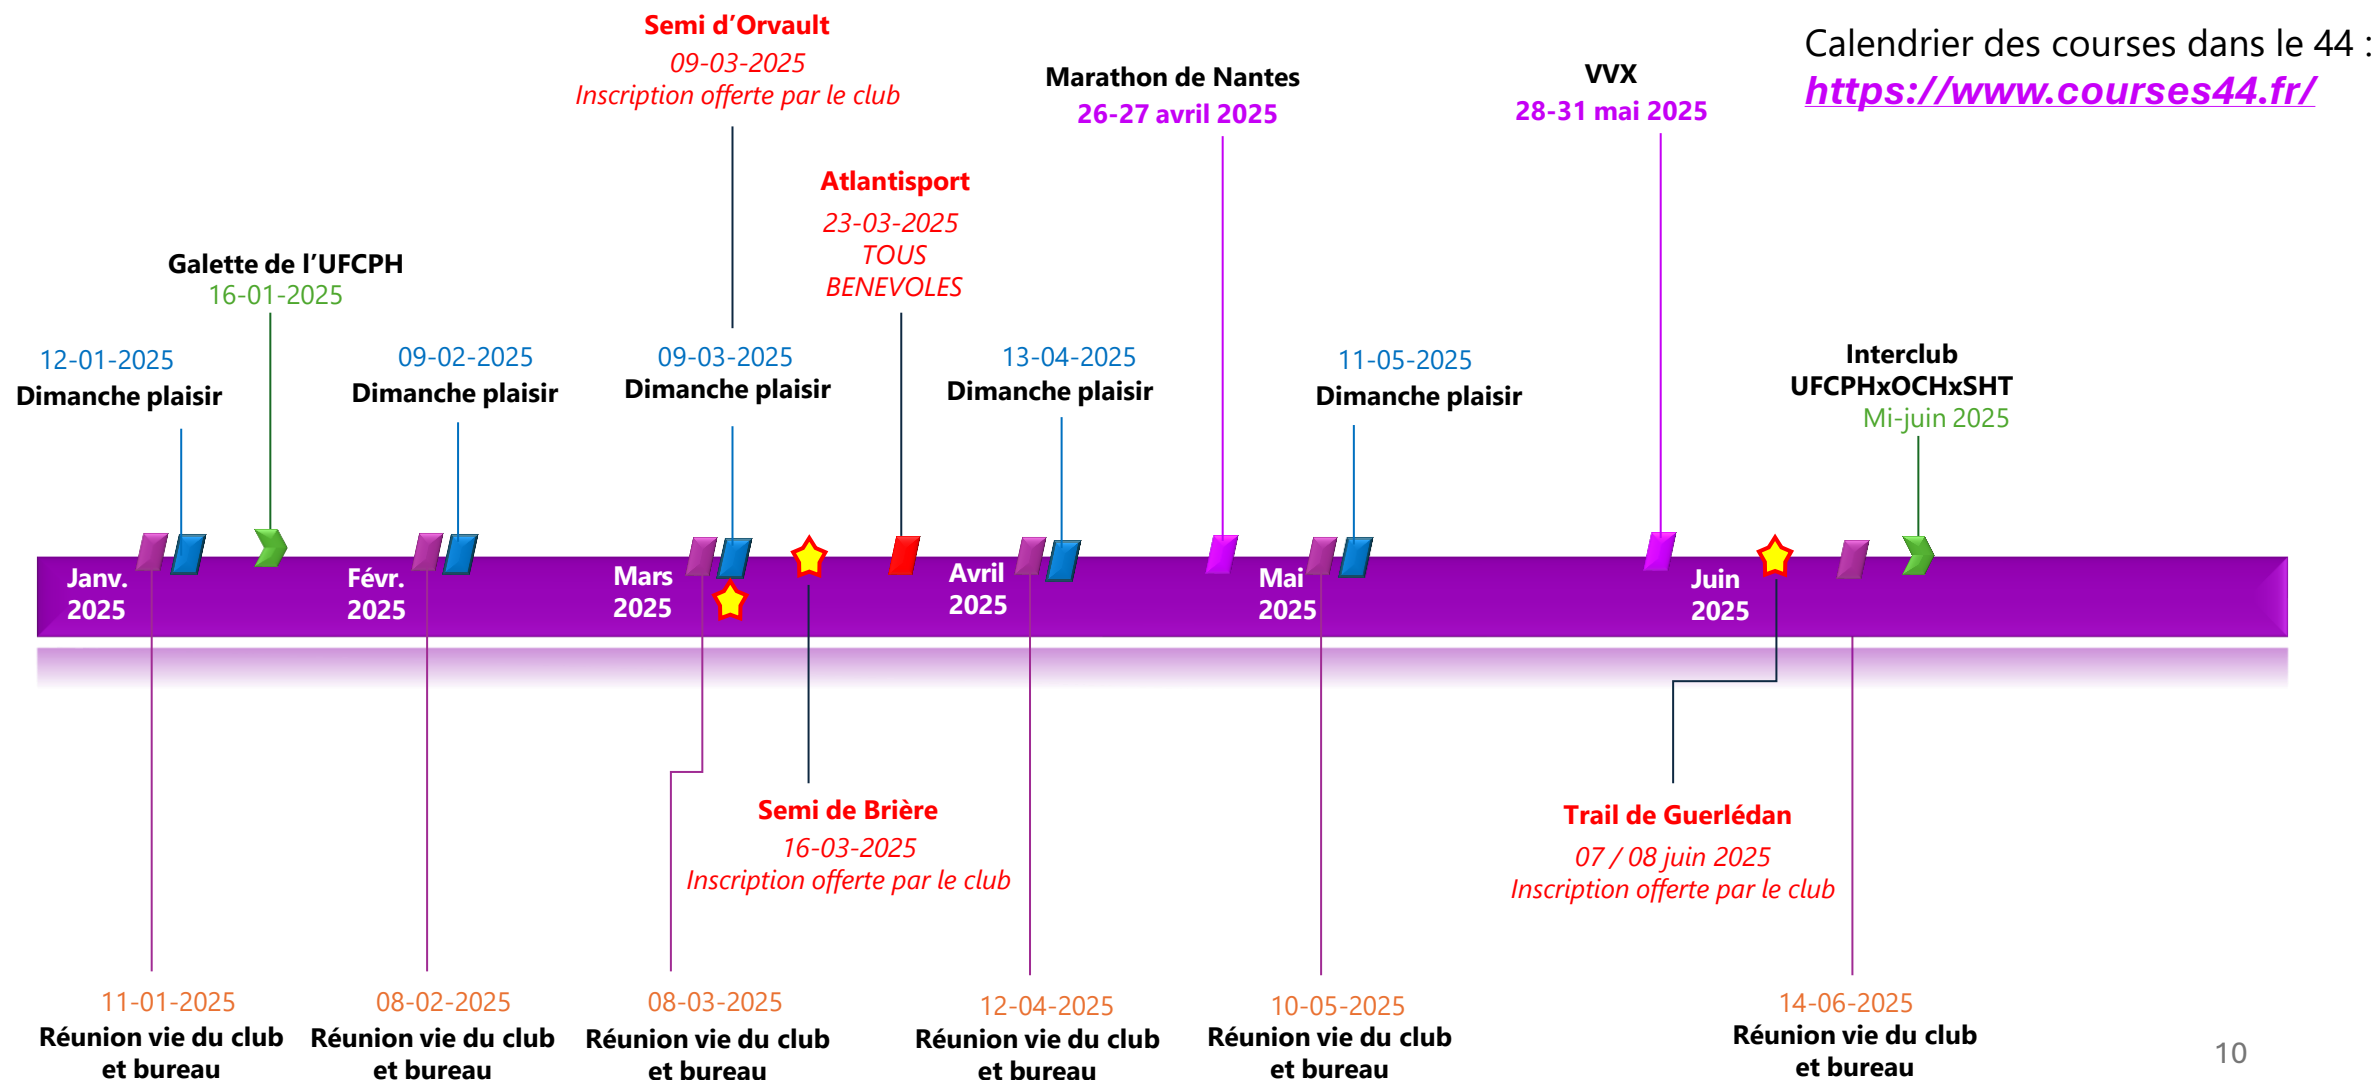 Semi d’Orvault
09-03-2025
Inscription offerte par le club
Calendrier des courses dans le 44 :
https://www.courses44.fr/
Marathon de Nantes
26-27 avril 2025
VVX
28-31 mai 2025
Atlantisport
23-03-2025
TOUS
BENEVOLES
Galette de l’UFCPH
16-01-2025
12-01-2025
Dimanche plaisir
09-02-2025
Dimanche plaisir
09-03-2025
Dimanche plaisir
13-04-2025
Dimanche plaisir
11-05-2025
Dimanche plaisir
Interclub
UFCPHxOCHxSHT
Mi-juin 2025
Janv.
2025
Févr.
2025
Mars
2025
Avril
2025
Mai
2025
Juin
2025
Semi de Brière
16-03-2025
Inscription offerte par le club
Trail de Guerlédan
07 / 08 juin 2025
Inscription offerte par le club
11-01-2025
Réunion vie du club
et bureau
08-02-2025
Réunion vie du club
et bureau
08-03-2025
Réunion vie du club
et bureau
12-04-2025
Réunion vie du club
et bureau
10-05-2025
Réunion vie du club
et bureau
14-06-2025
Réunion vie du club
et bureau
10